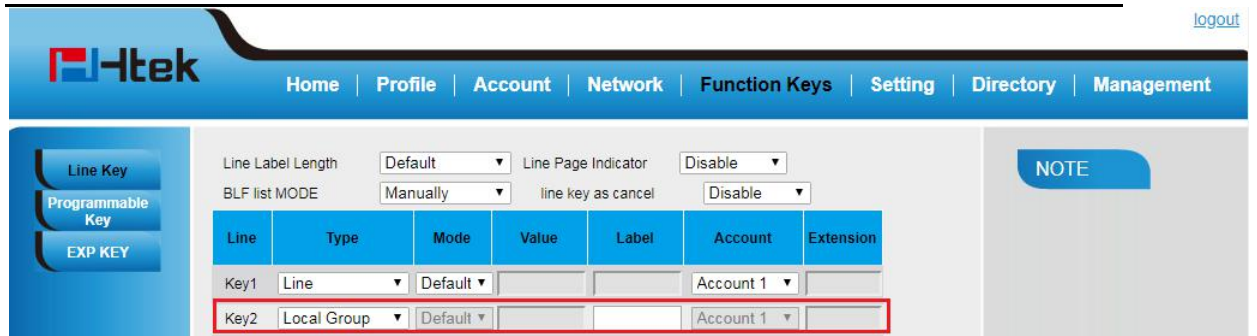 logout
Htek
Home | Profile | Account | Network | Function Keys | Setting | Directory | Management
Line Key
Programmable Key
EXP KEY
Line Label Length Default Line Page Indicator Disable
BLF list MODE Manually line key as cancel Disable
Line Type Mode Value Label Account Extension
Key1 Line Default Account 1
Key2 Local Group Default Account 1
NOTE